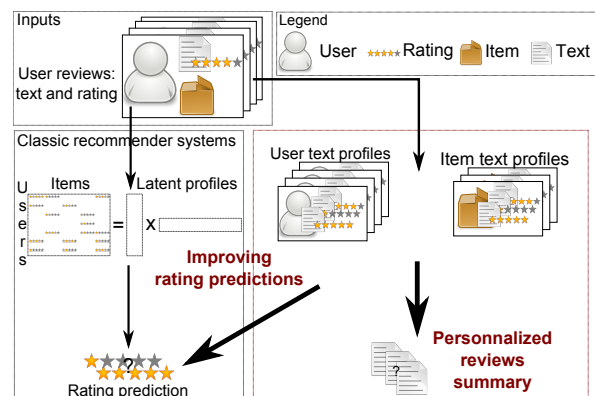 Inputs
User reviews:
text and rating
Legend
User
Rating
Item
Text
Classic recommender systems
Users
Items
Latent profiles
=
x
?
Rating prediction
User text profiles
Item text profiles
Improving
rating predictions
Personnalized
reviews
summary
?